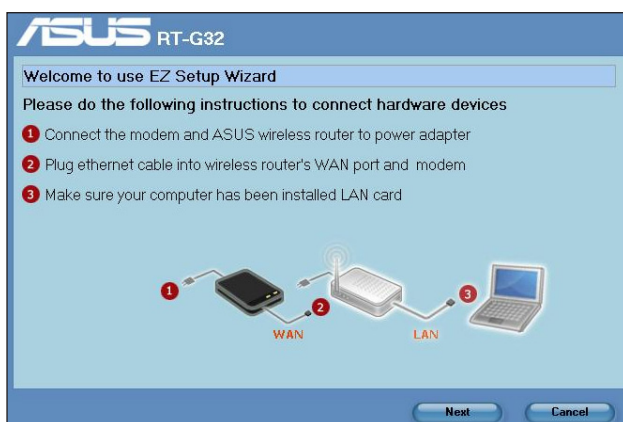 ASUS RT-G32
Welcome to use EZ Setup Wizard
Please do the following instructions to connect hardware devices
1 Connect the modem and ASUS wireless router to power adapter
2 Plug ethernet cable into wireless router's WAN port and modem
3 Make sure your computer has been installed LAN card
1
2
3
WAN
LAN
Next
Cancel